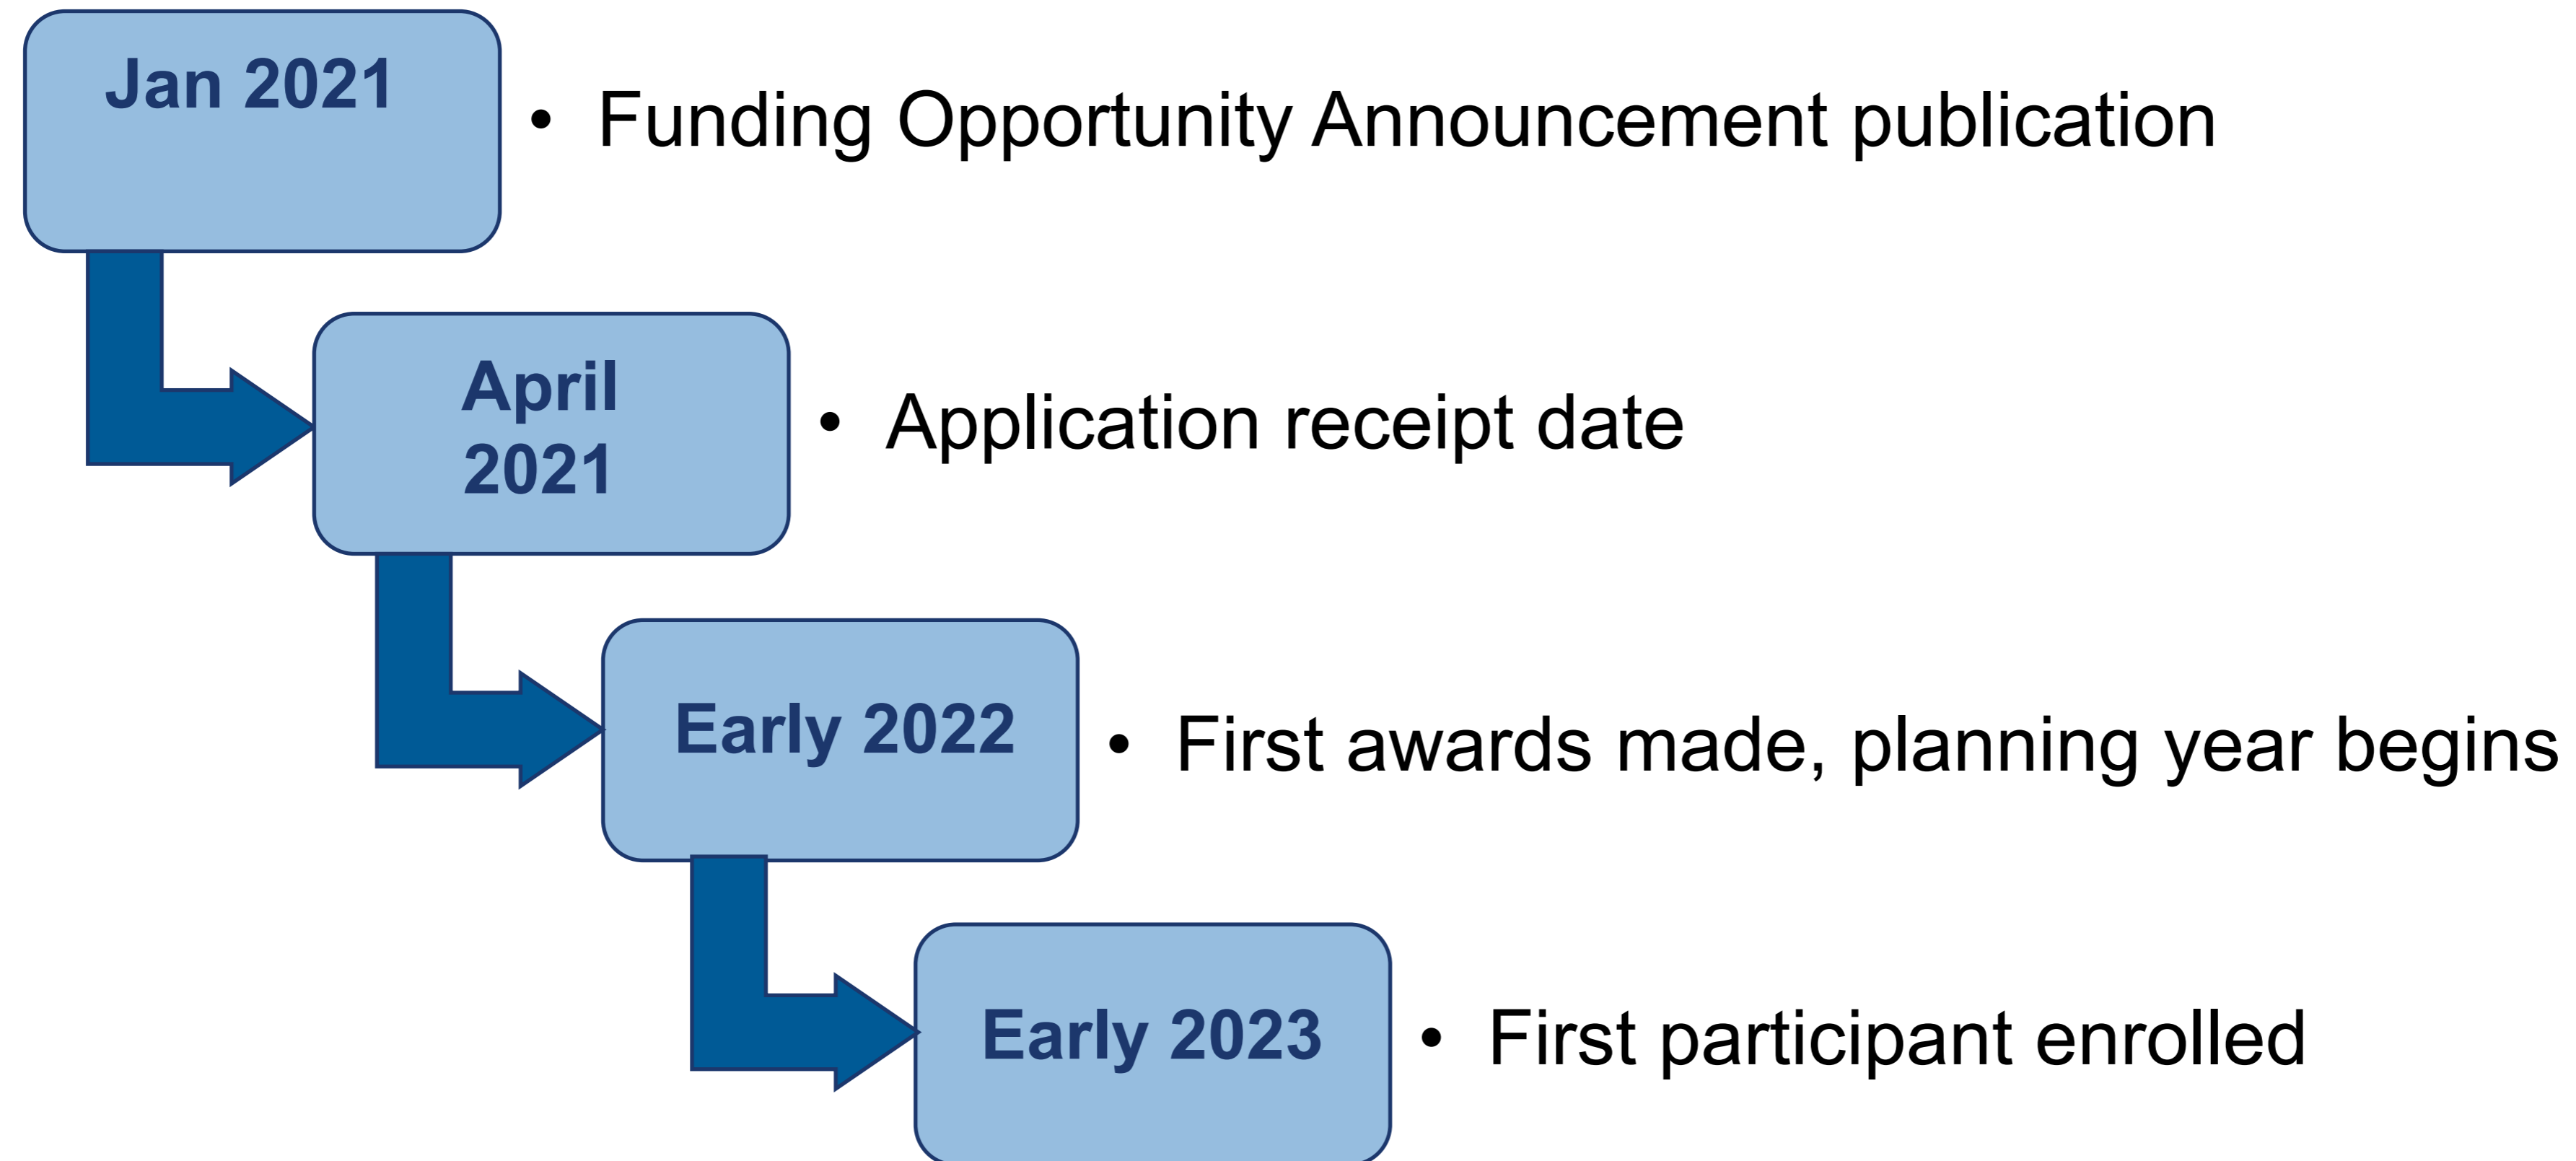 Jan 2021
• Funding Opportunity Announcement publication
April
2021
• Application receipt date
Early 2022
• First awards made, planning year begins
Early 2023
• First participant enrolled